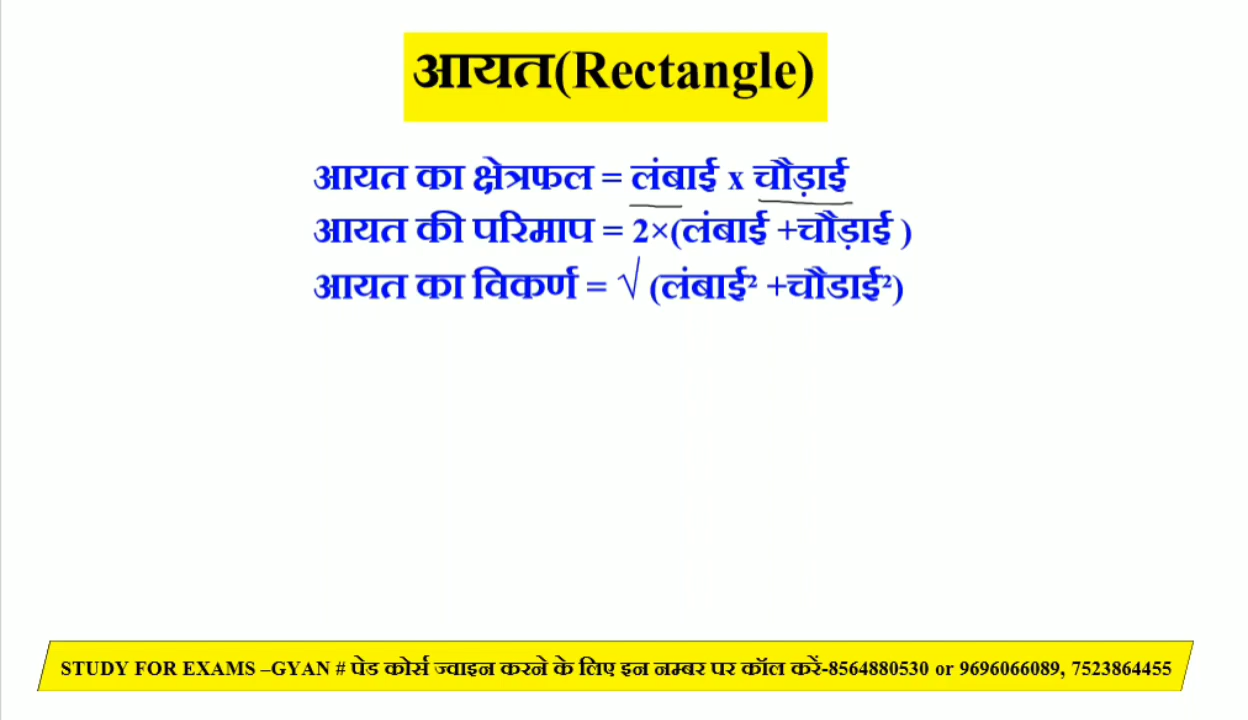 आयत(Rectangle)
आयत का क्षेत्रफल = लंबाई x चौड़ाई
आयत की परिमाप = 2×(लंबाई +चौड़ाई )
आयत का विकर्ण = √ (लंबाई² +चौडाई²)
STUDY FOR EXAMS –GYAN # पेड कोर्स ज्वाइन करने के लिए इन नम्बर पर कॉल करें-8564880530 or 9696066089, 7523864455